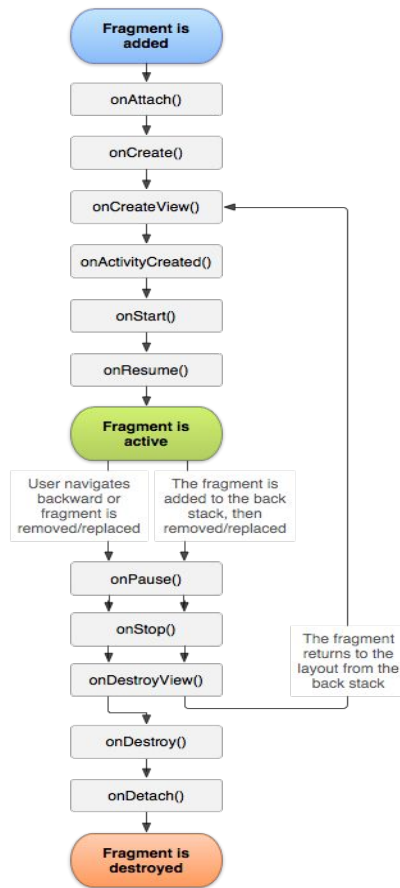 Fragment is
added
onAttach()
onCreate()
onCreateView()
onActivityCreated()
onStart()
onResume()
Fragment is
active
User navigates
backward or
fragment is
removed/replaced
The fragment is
added to the back
stack, then
removed/replaced
onPause()
onStop()
onDestroyView()
The fragment
returns to the
layout from the
back stack
onDestroy()
onDetach()
Fragment is
destroyed